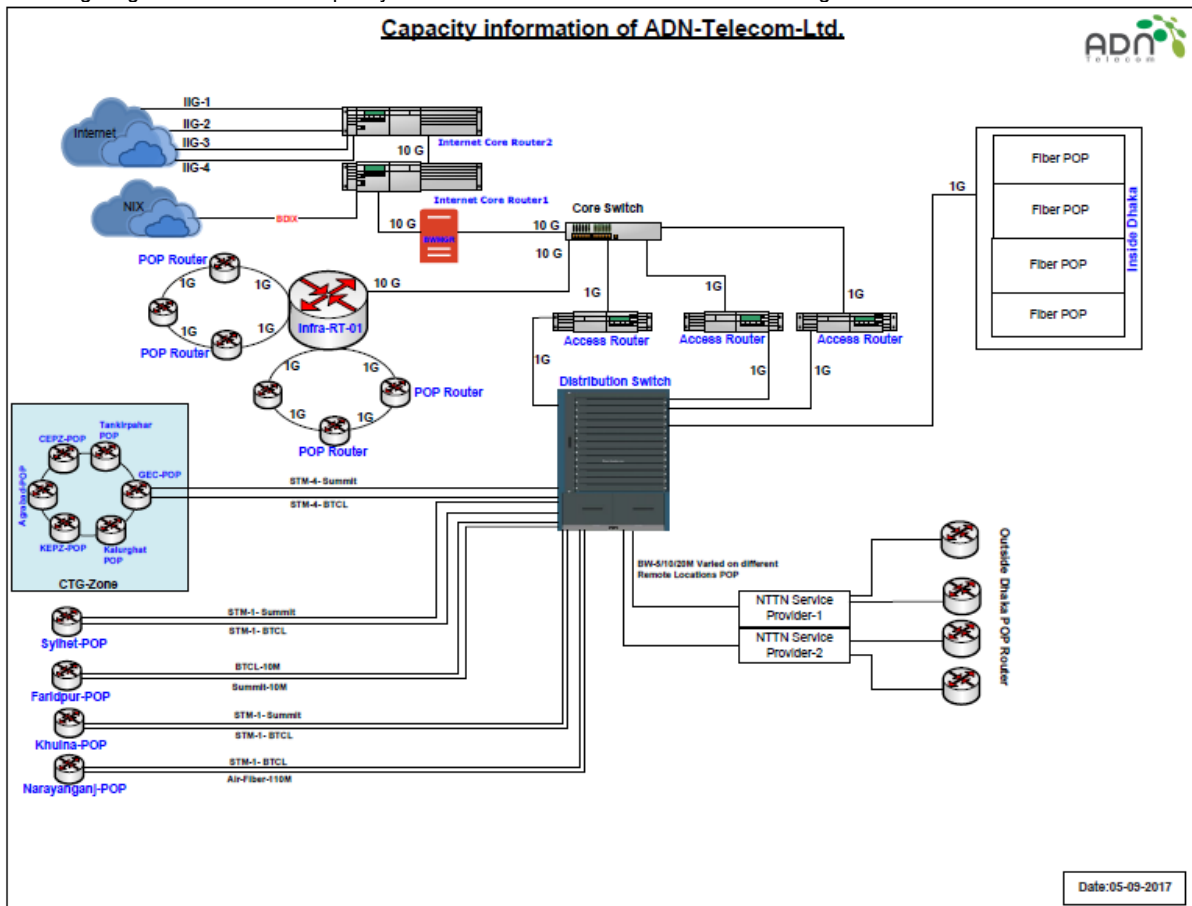 Capacity information of ADN-Telecom-Ltd.
ADN
Telecom
IIG-1
IIG-2
IIG-3
IIG-4
Internet
10 G
Internet Core Router2
Internet Core Router1
NIX
BDIX
10 G
BWMGR
10 G
Core Switch
10 G
10 G
1G
1G
1G
1G
Fiber POP
Fiber POP
Fiber POP
Fiber POP
Inside Dhaka
POP Router
1G
1G
1G
1G
POP Router
Infra-RT-01
1G
1G
1G
1G
POP Router
POP Router
Access Router
Access Router
Access Router
1G
1G
1G
Distribution Switch
CEPZ-POP
Tankirpahar
POP
GEC-POP
Agrabad-POP
KEPZ-POP
Kalurghat
POP
CTG-Zone
STM-4- Summit
STM-4- BTCL
STM-1- Summit
STM-1- BTCL
Sylhet-POP
BTCL-10M
Summit-10M
Faridpur-POP
STM-1- Summit
STM-1- BTCL
Khulna-POP
STM-1- BTCL
Air-Fiber-110M
Narayanganj-POP
BW-5/10/20M Varied on different
Remote Locations POP
NTTN Service
Provider-1
NTTN Service
Provider-2
Outside Dhaka POP Router
Date:05-09-2017